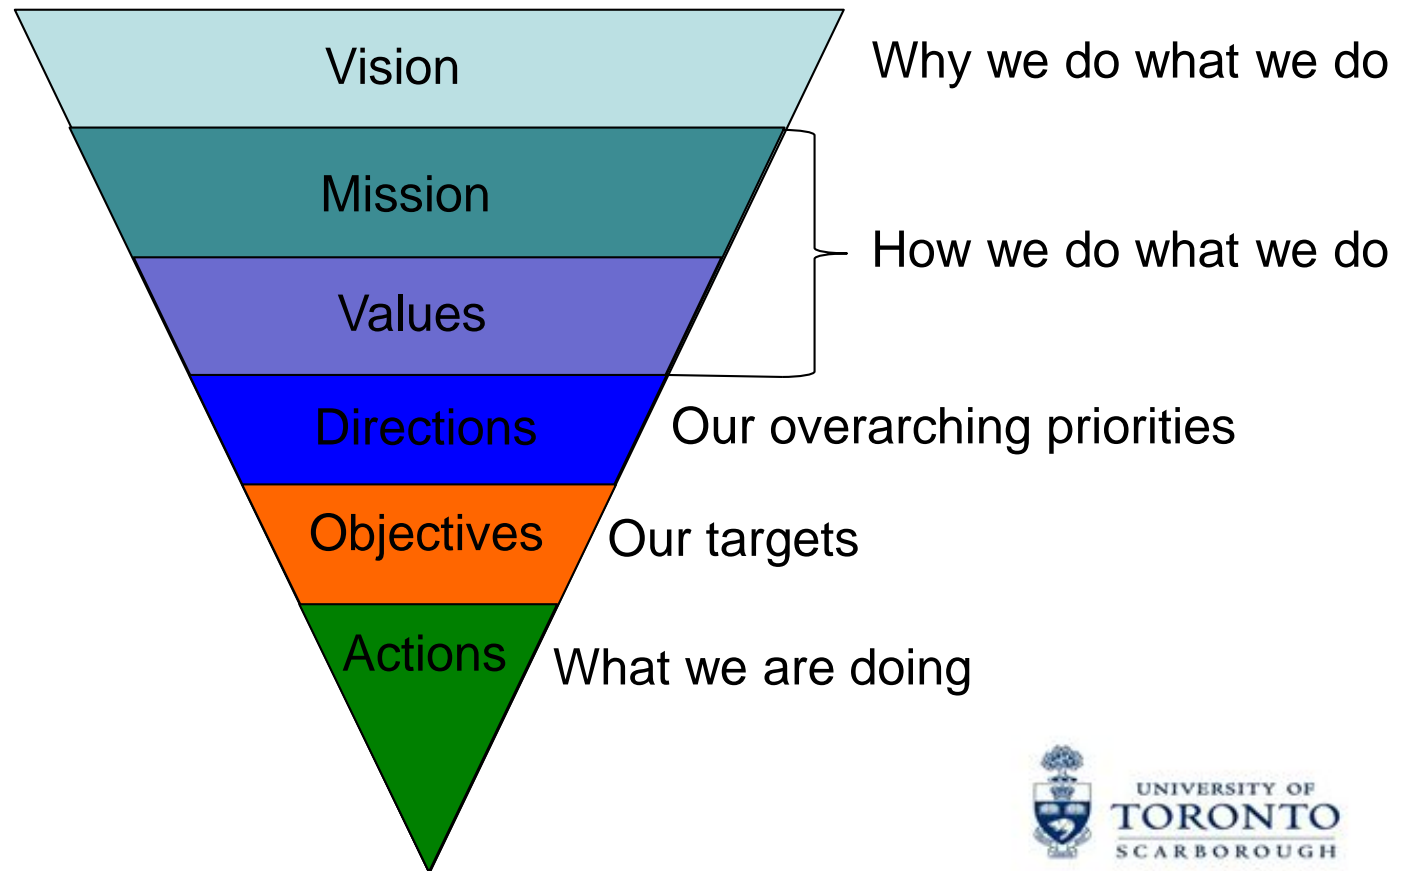 Vision
Why we do what we do
Mission
How we do what we do
Values
Directions
Our overarching priorities
Objectives
Our targets
Actions
What we are doing
UNIVERSITY OF
TORONTO
SCARBOROUGH